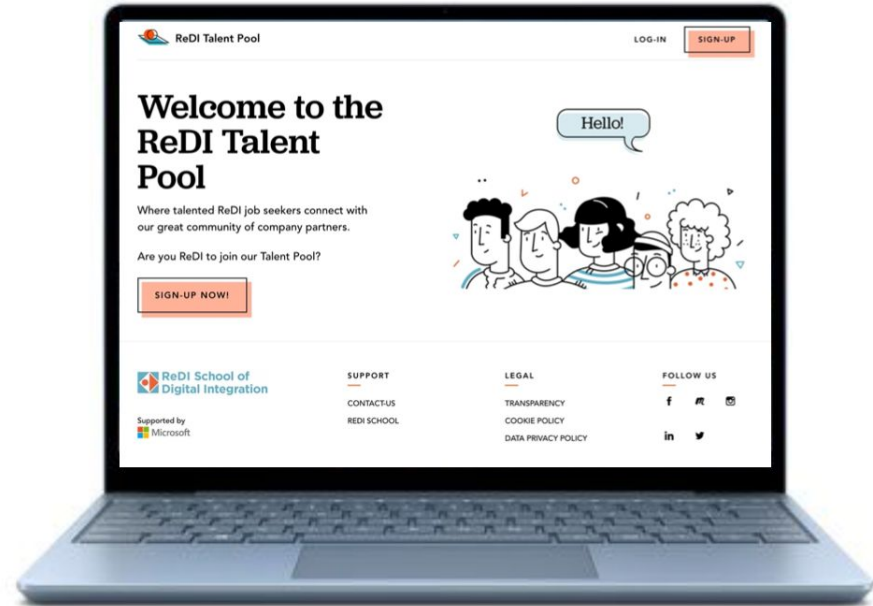 ReDI Talent Pool
LOG-IN
SIGN-UP
Welcome to the
ReDI Talent
Pool
Hello!
Where talented ReDI job seekers connect with
our great community of company partners.
Are you ReDI to join our Talent Pool?
SIGN-UP NOW!
ReDI School of
Digital Integration
Supported by
Microsoft
SUPPORT
CONTACT-US
REDI SCHOOL
LEGAL
TRANSPARENCY
COOKIE POLICY
DATA PRIVACY POLICY
FOLLOW US
f
in